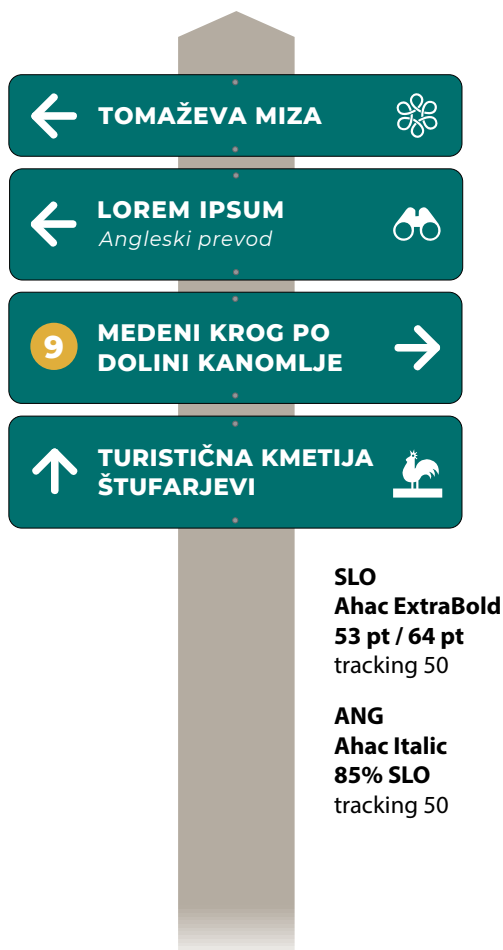 TOMAŽEVA MIZA
LOREM IPSUM
Angleski prevod
9
MEDENI KROG PO
DOLINI KANOMLJE
TURISTIČNA KMETIJA
ŠTUFARJEVI
SLO
Ahac ExtraBold
53 pt / 64 pt
tracking 50
ANG
Ahac Italic
85% SLO
tracking 50